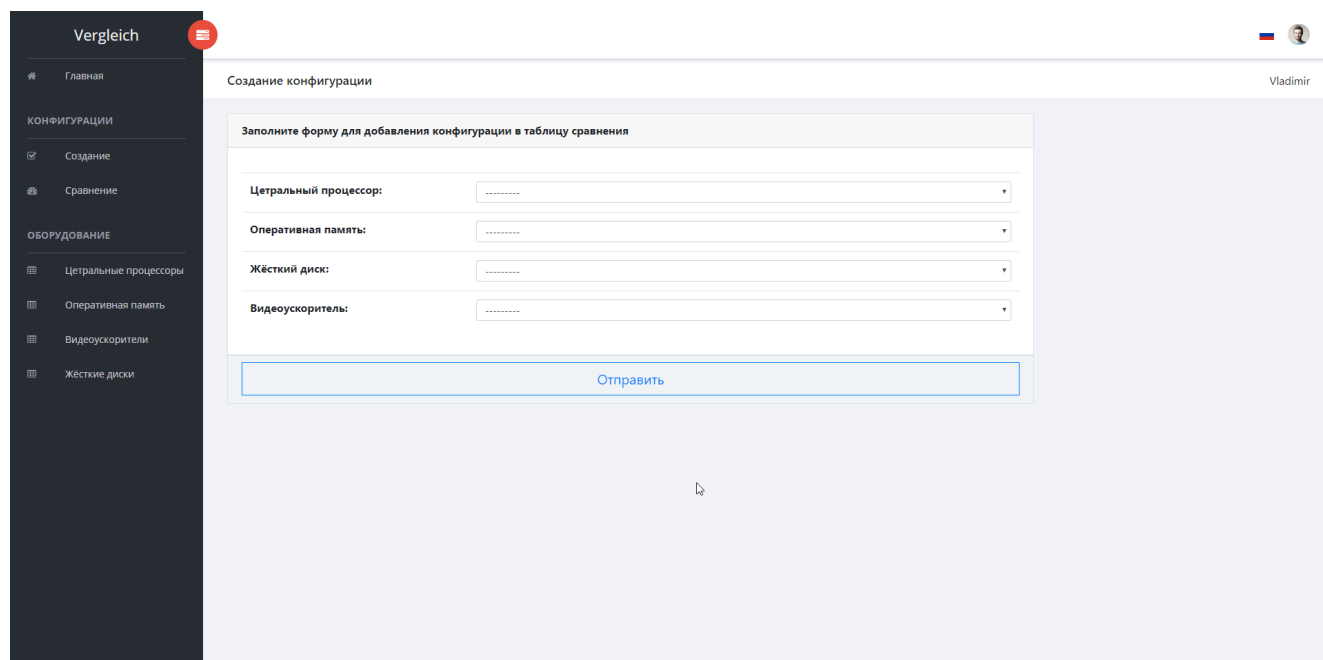 Vergleich
Главная
КОНФИГУРАЦИИ
Создание
Сравнение
ОБОРУДОВАНИЕ
Цетральные процессоры
Оперативная память
Видеоускорители
Жёсткие диски
Создание конфигурации
Vladimir
Заполните форму для добавления конфигурации в таблицу сравнения
Цетральный процессор: ---------
Оперативная память: ---------
Жёсткий диск: ---------
Видеоускоритель: ---------
Отправить